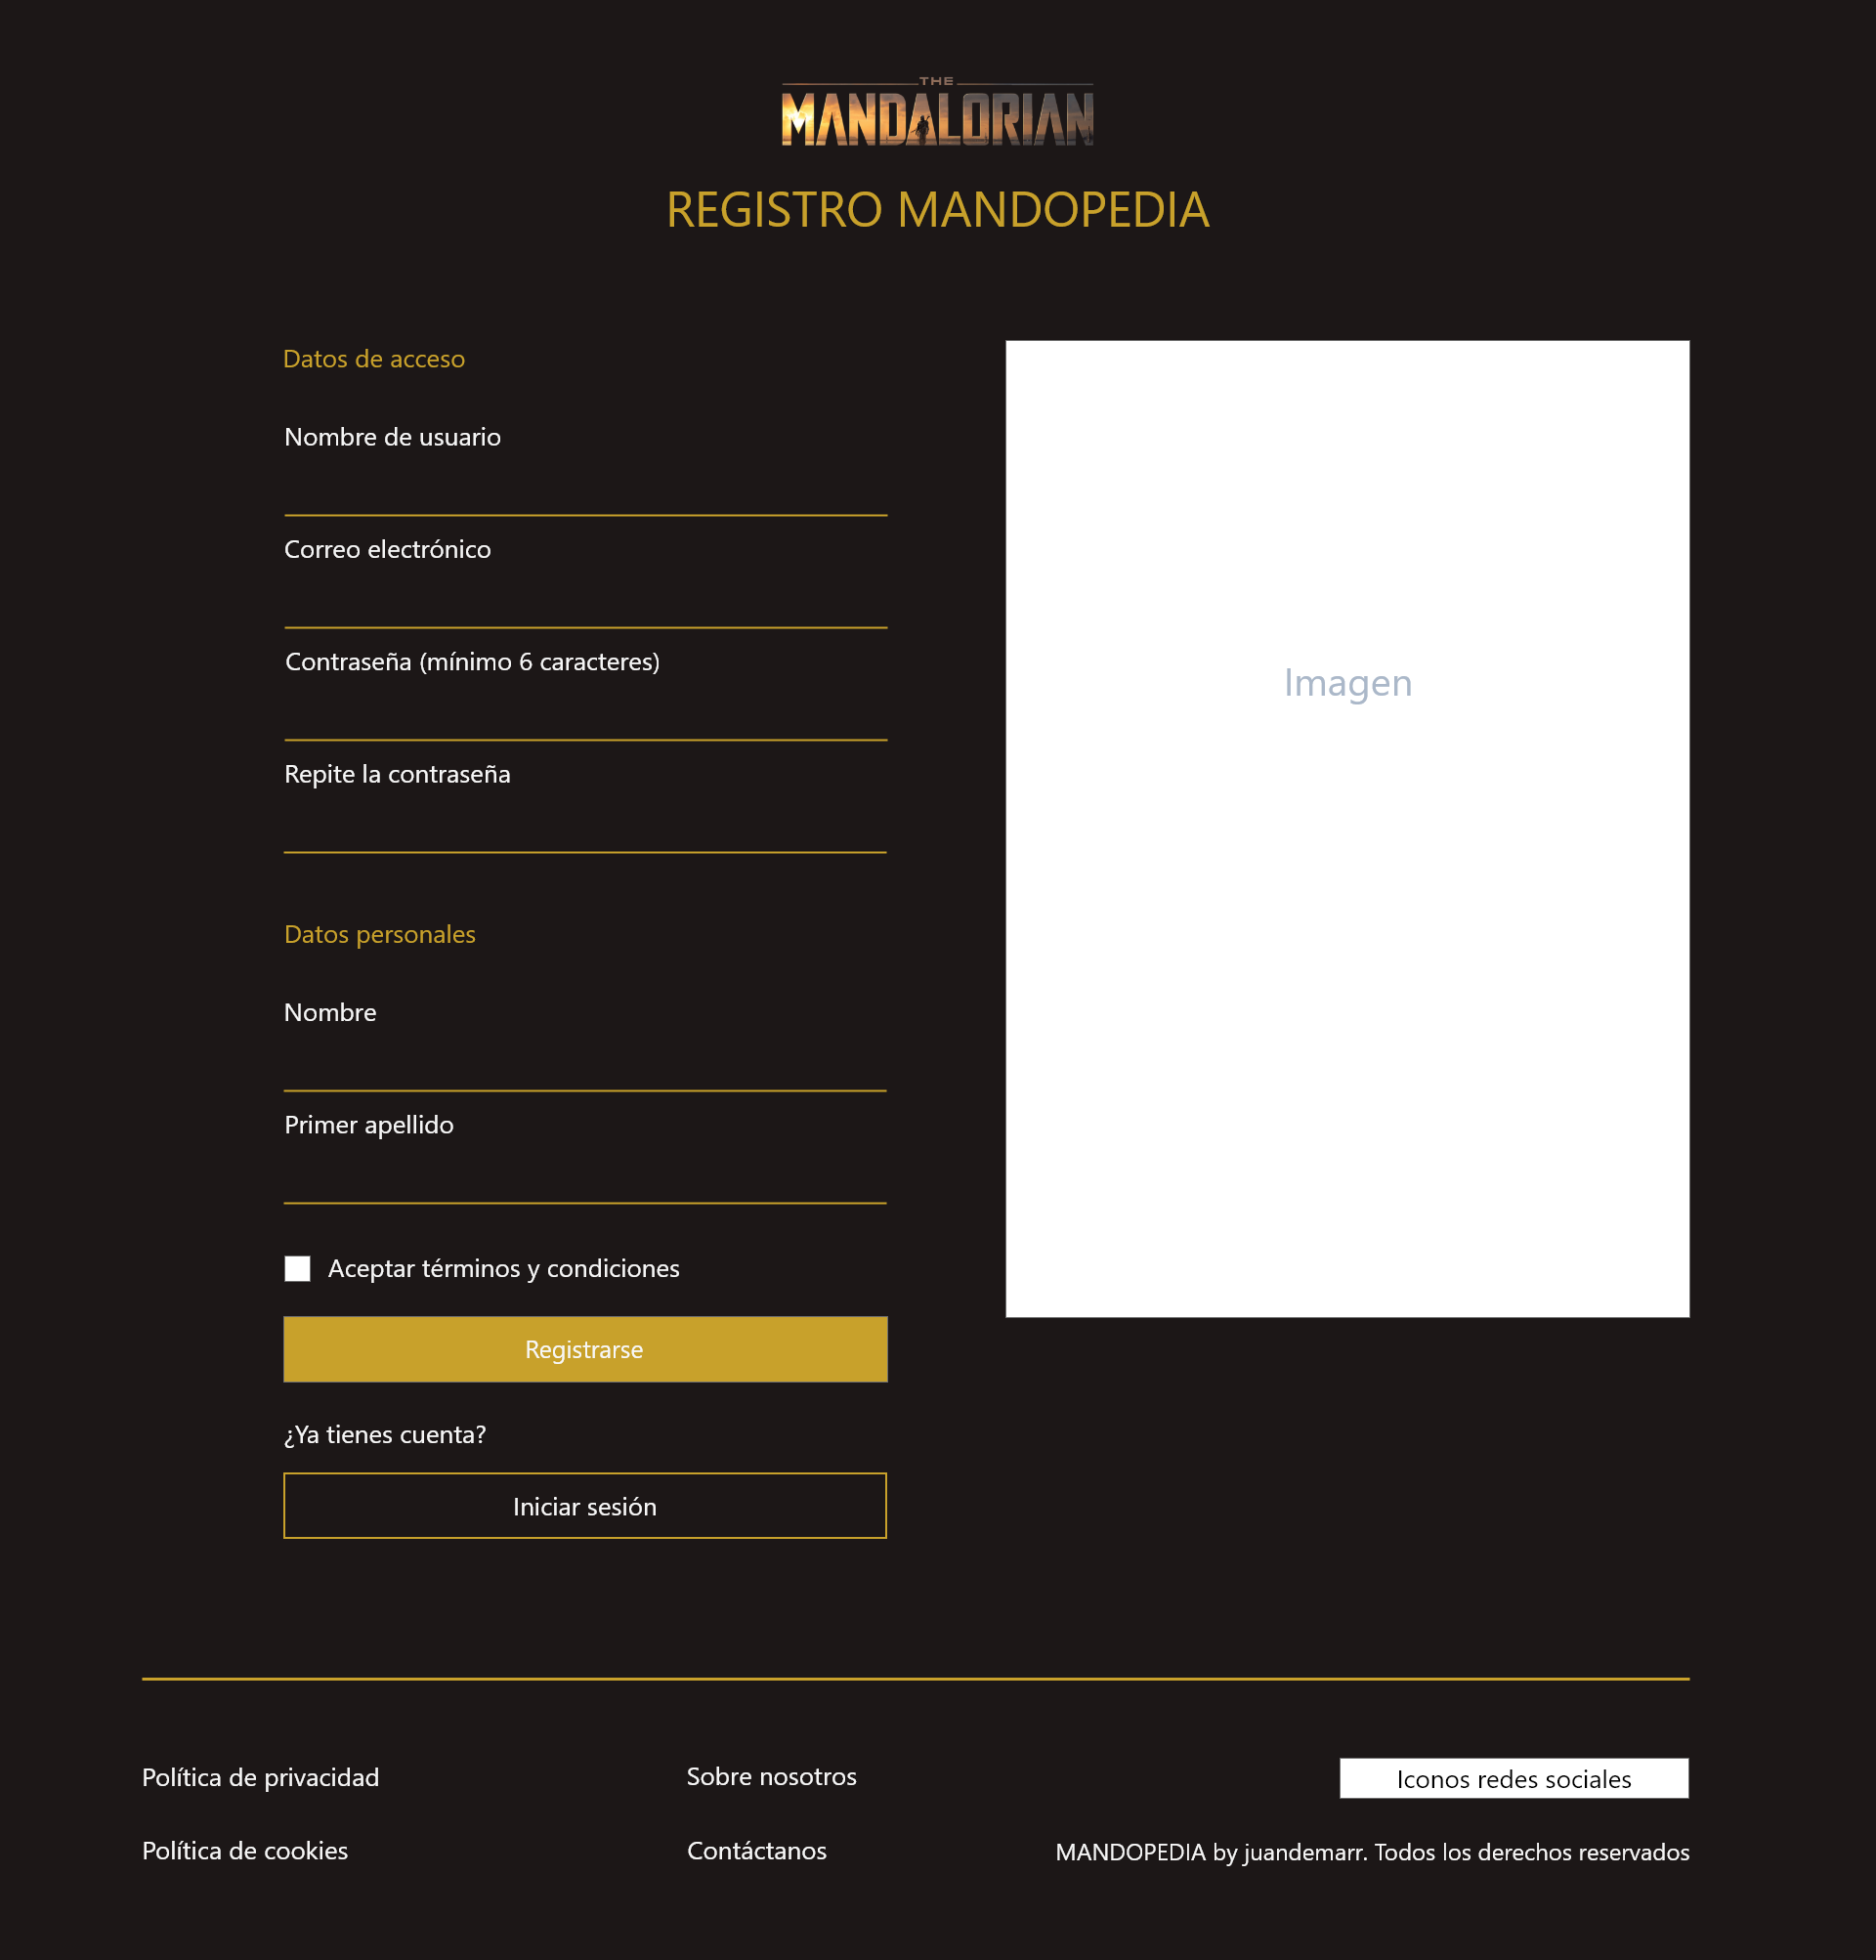 THE
MANDALORIAN
REGISTRO MANDOPEDIA
Datos de acceso
Nombre de usuario
Correo electrónico
Contraseña (mínimo 6 caracteres)
Repite la contraseña
Datos personales
Nombre
Primer apellido
Aceptar términos y condiciones
Registrarse
¿Ya tienes cuenta?
Iniciar sesión
Imagen
Política de privacidad
Política de cookies
Sobre nosotros
Contáctanos
Iconos redes sociales
MANDOPEDIA by juandemarr. Todos los derechos reservados